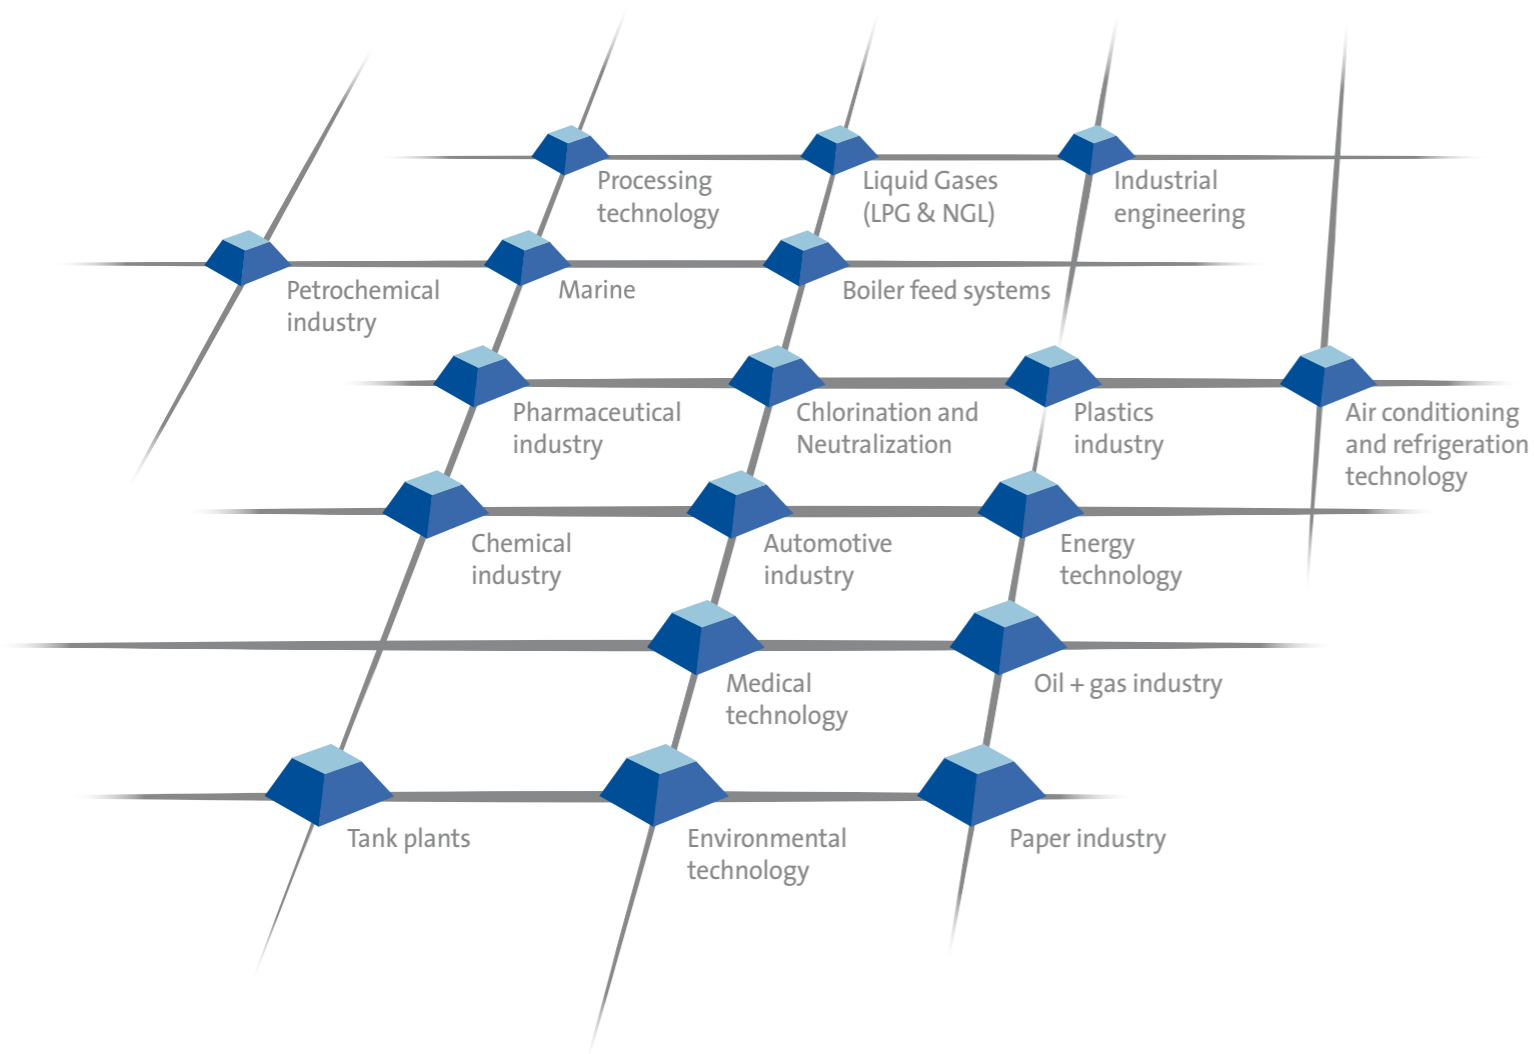 Processing
technology
Liquid Gases
(LPG & NGL)
Industrial
engineering
Petrochemical
industry
Marine
Boiler feed systems
Pharmaceutical
industry
Chlorination and
Neutralization
Plastics
industry
Air conditioning
and refrigeration
technology
Chemical
industry
Automotive
industry
Energy
technology
Medical
technology
Oil + gas industry
Tank plants
Environmental
technology
Paper industry